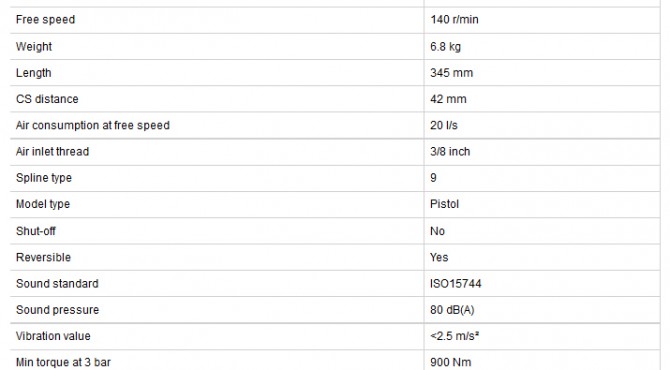 Free speed 140 r/min
Weight 6.8 kg
Length 345 mm
CS distance 42 mm
Air consumption at free speed 20 l/s
Air inlet thread 3/8 inch
Spline type 9
Model type Pistol
Shut-off No
Reversible Yes
Sound standard ISO15744
Sound pressure 80 dB(A)
Vibration value <2.5 m/s²
Min torque at 3 bar 900 Nm